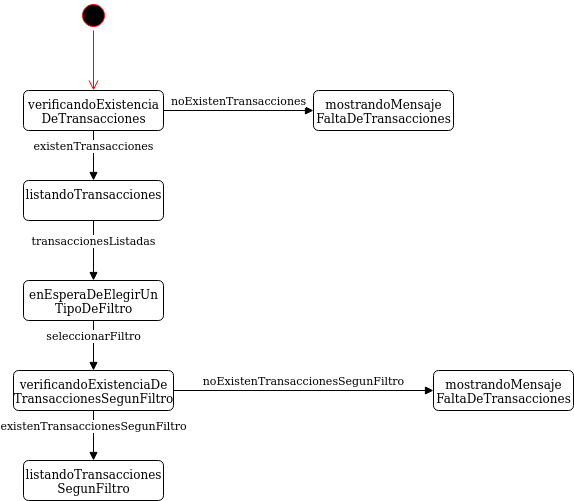 verificandoExistencia
DeTransacciones
noExistenTransacciones
mostrandoMensaje
FaltaDeTransacciones
existenTransacciones
listandoTransacciones
transaccionesListadas
enEsperaDeElegirUn
TipoDeFiltro
seleccionarFiltro
verificandoExistenciaDe
TransaccionesSegunFiltro
noExistenTransaccionesSegunFiltro
mostrandoMensaje
FaltaDeTransacciones
existenTransaccionesSegunFiltro
listandoTransacciones
SegunFiltro